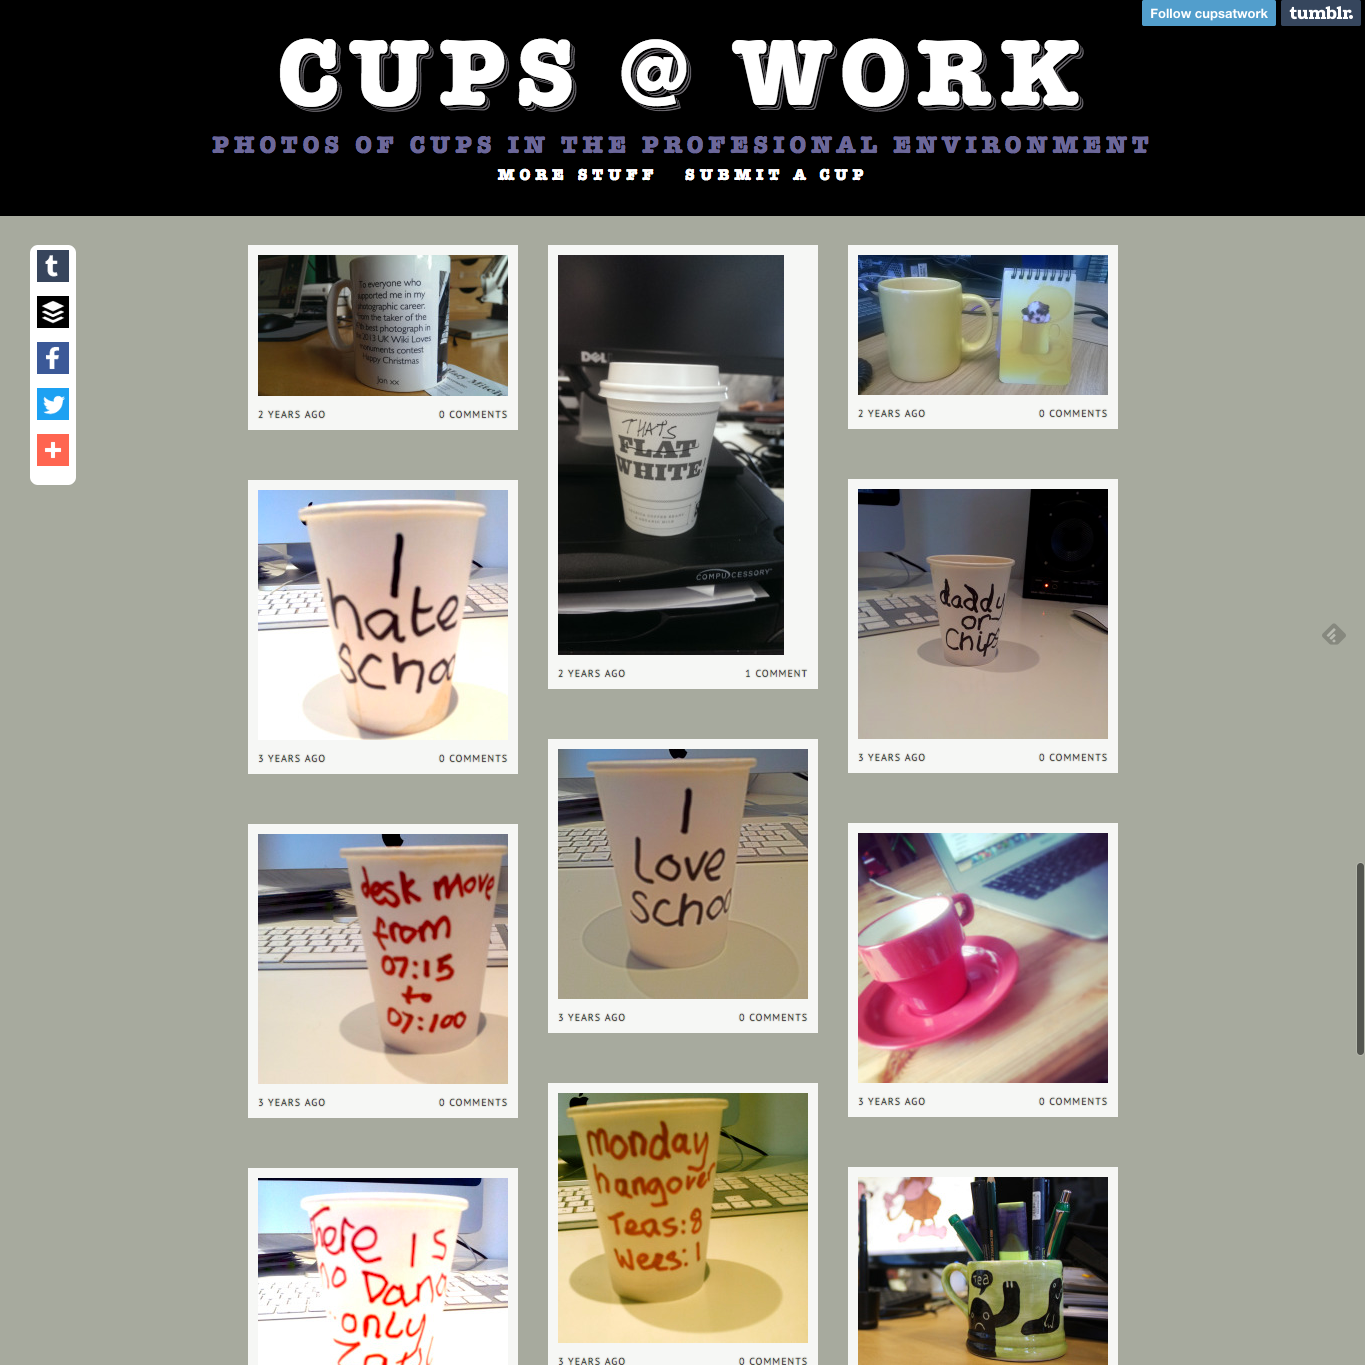 Follow cupsatwork
tumblr.
CUPS @ WORK
PHOTOS OF CUPS IN THE PROFESIONAL ENVIRONMENT
MORE STUFF SUBMIT A CUP
To everyone who
supported me in my
photographic career.
From the taker of the
best photograph in
the 2013 UK Wiki Loves
Monuments contest
Happy Christmas
Jon xx
2 YEARS AGO 0 COMMENTS
DELL
THAT'S
FLAT
WHITE!
COMPUCESSORY
2 YEARS AGO 1 COMMENT
2 YEARS AGO 0 COMMENTS
I
hate
schoo
3 YEARS AGO 0 COMMENTS
daddy
or
Chips
3 YEARS AGO 0 COMMENTS
I
Love
schoo
3 YEARS AGO 0 COMMENTS
desk move
from
07:15
to
07:100
3 YEARS AGO 0 COMMENTS
3 YEARS AGO 0 COMMENTS
There IS
no Dana
only
monday
hangover
Teas: 8
Wees: 1
3 YEARS AGO 0 COMMENTS
TEA